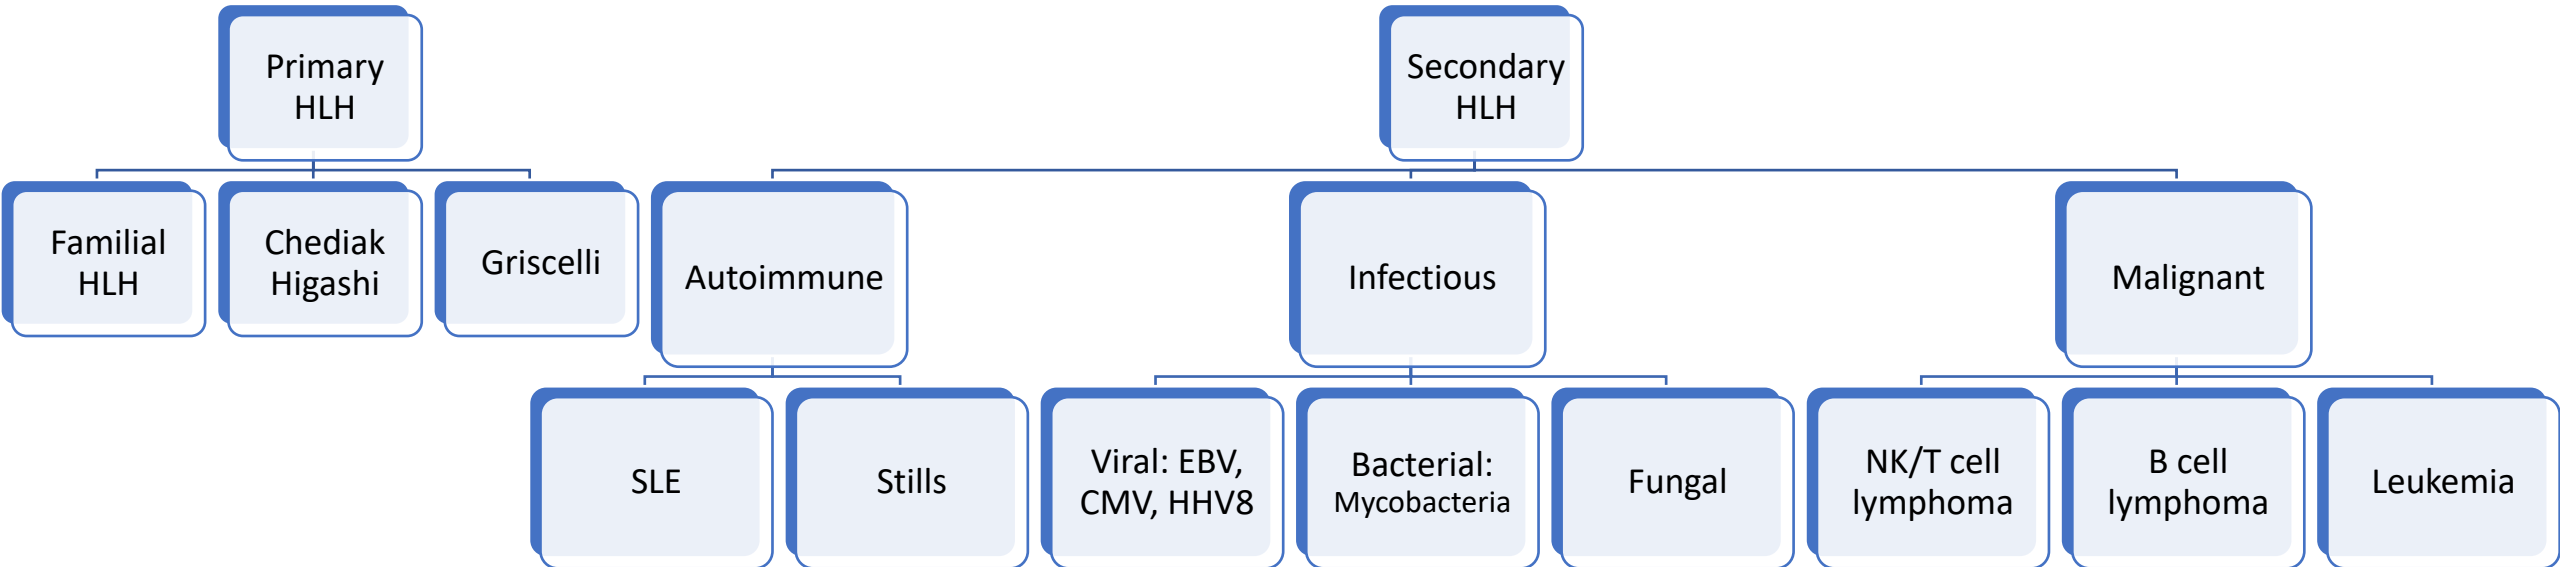 Primary
HLH
Secondary
HLH
Familial
HLH
Chediak
Higashi
Griscelli
Autoimmune
Infectious
Malignant
SLE
Stills
Viral: EBV,
CMV, HHV8
Bacterial:
Mycobacteria
Fungal
NK/T cell
lymphoma
B cell
lymphoma
Leukemia